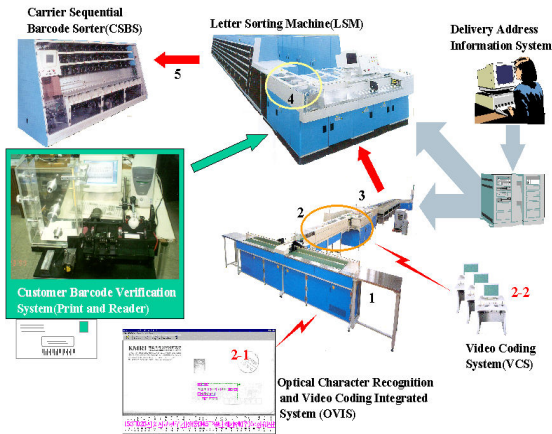 Carrier Sequential
Barcode Sorter(CSBS)
Letter Sorting Machine(LSM)
Delivery Address
Information System
5
4
3
2
1
Customer Barcode Verification
System(Print and Reader)
2-1
2-2
Video Coding
System(VCS)
Optical Character Recognition
and Video Coding Integrated
System (OVIS)